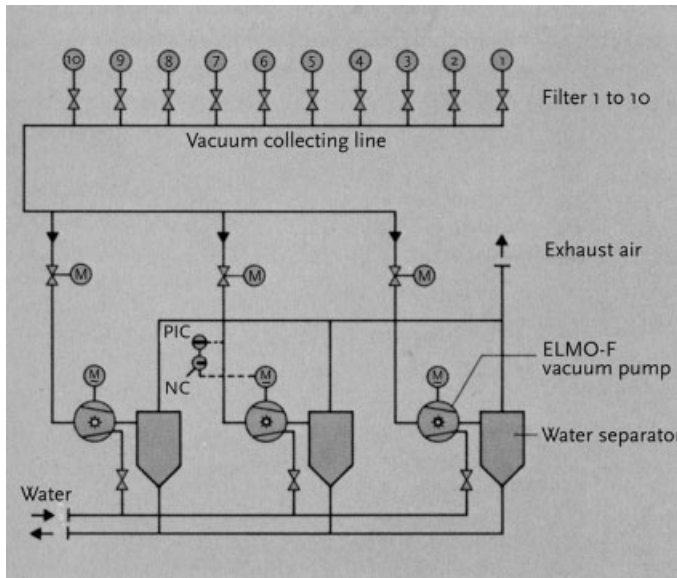 10 9 8 7 6 5 4 3 2 1
Filter 1 to 10
Vacuum collecting line
Exhaust air
M M M
PIC
NC
M M M
ELMO-F
vacuum pump
Water separato
Water